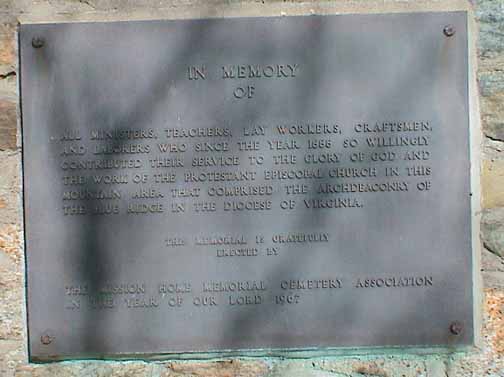 IN MEMORY
OF
ALL MINISTERS, TEACHERS, LAY WORKERS, CRAFTSMEN,
AND LABORERS WHO SINCE THE YEAR 1886 SO WILLINGLY
CONTRIBUTED THEIR SERVICE TO THE GLORY OF GOD AND
THE WORK OF THE PROTESTANT EPISCOPAL CHURCH IN THIS
MOUNTAIN AREA THAT COMPRISED THE ARCHDEACONRY OF
THE BLUE RIDGE IN THE DIOCESE OF VIRGINIA.
THIS MEMORIAL IS GRATEFULLY
ERECTED BY
THE MISSION HOME MEMORIAL CEMETERY ASSOCIATION
IN THE YEAR OF OUR LORD 1967